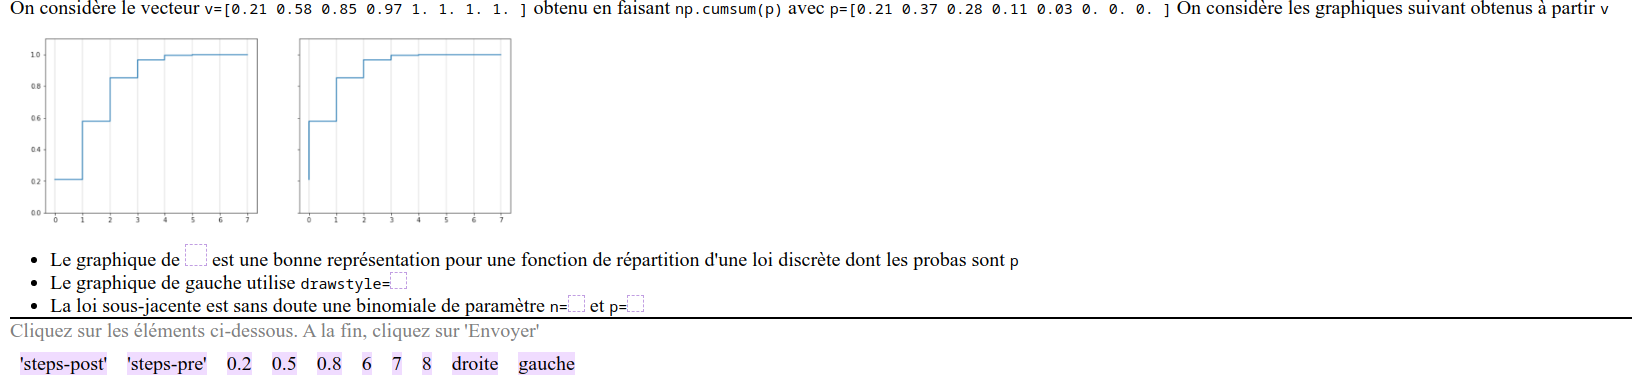 On considère le vecteur v=[0.21 0.58 0.85 0.97 1. 1. 1. 1. ] obtenu en faisant np.cumsum(p) avec p=[0.21 0.37 0.28 0.11 0.03 0. 0. 0. ] On considère les graphiques suivant obtenus à partir v
1.0
0.8
0.6
0.4
0.2
0.0
0 1 2 3 4 5 6 7 0 1 2 3 4 5 6 7
• Le graphique de est une bonne représentation pour une fonction de répartition d'une loi discrète dont les probas sont p
• Le graphique de gauche utilise drawstyle=
• La loi sous-jacente est sans doute une binomiale de paramètre n= et p=
Cliquez sur les éléments ci-dessous. A la fin, cliquez sur 'Envoyer'
'steps-post' 'steps-pre' 0.2 0.5 0.8 6 7 8 droite gauche